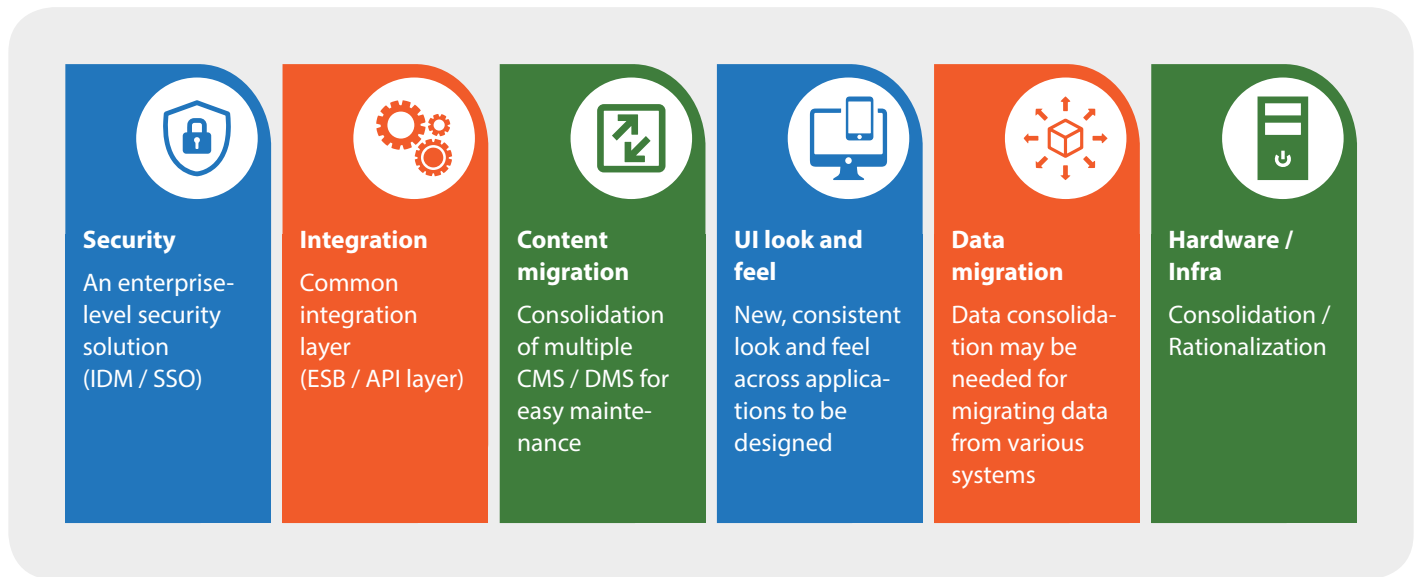 Security
An enterprise-
level security
solution
(IDM / SSO)
Integration
Common
integration
layer
(ESB / API layer)
Content
migration
Consolidation
of multiple
CMS / DMS for
easy mainte-
nance
UI look and
feel
New, consistent
look and feel
across applica-
tions to be
designed
Data
migration
Data consolida-
tion may be
needed for
migrating data
from various
systems
Hardware /
Infra
Consolidation /
Rationalization